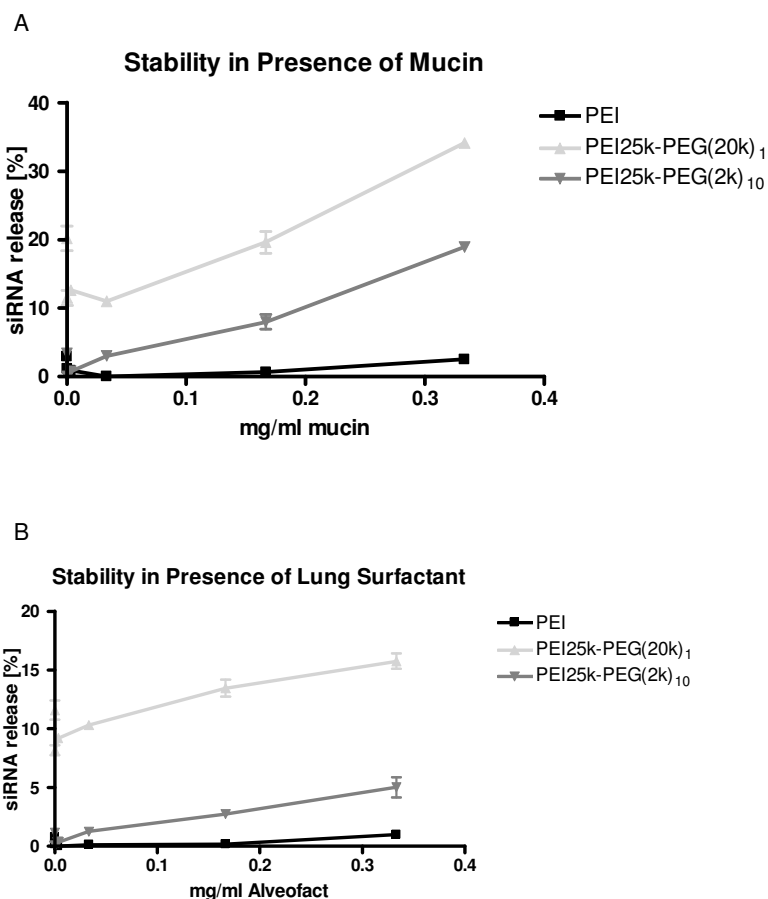 A
Stability in Presence of Mucin
PEI
PEI25k-PEG(20k)1
PEI25k-PEG(2k)10
siRNA release [%]
40
30
20
10
0
0.0 0.1 0.2 0.3 0.4
mg/ml mucin
B
Stability in Presence of Lung Surfactant
PEI
PEI25k-PEG(20k)1
PEI25k-PEG(2k)10
siRNA release [%]
20
15
10
5
0
0.0 0.1 0.2 0.3 0.4
mg/ml Alveofact